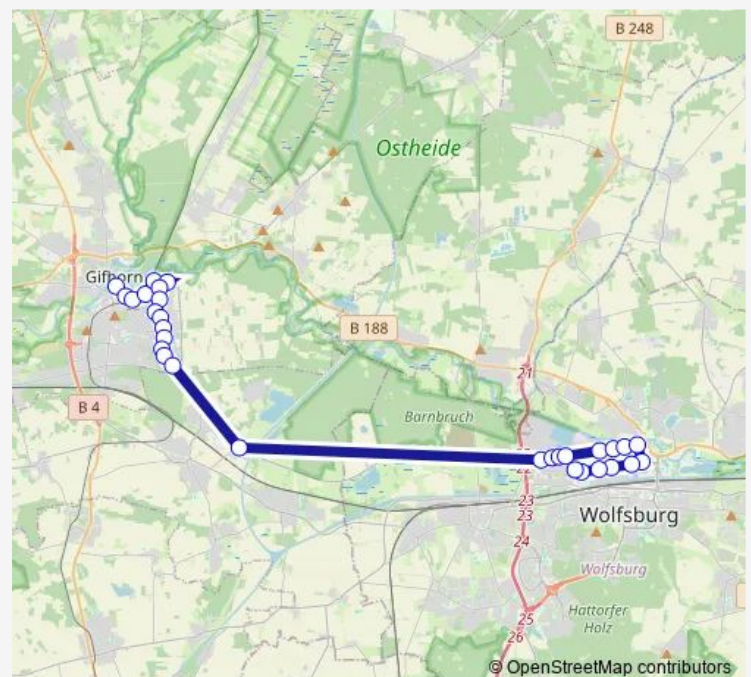 B 248
Ostheide
Gifhorn
B 188
21
B 4
Barnbruch
22
23
23
Wolfsburg
24
Wolfsburg
Hattorfer
Holz
25
26
© OpenStreetMap contributors